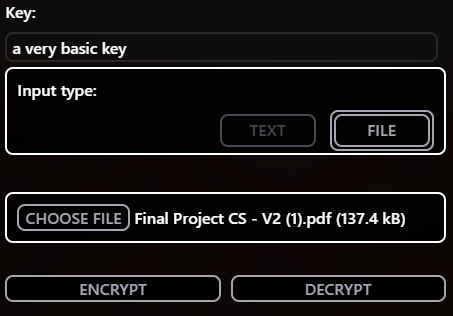 Key:
a very basic key
Input type:
TEXT FILE
CHOOSE FILE Final Project CS - V2 (1).pdf (137.4 kB)
ENCRYPT DECRYPT